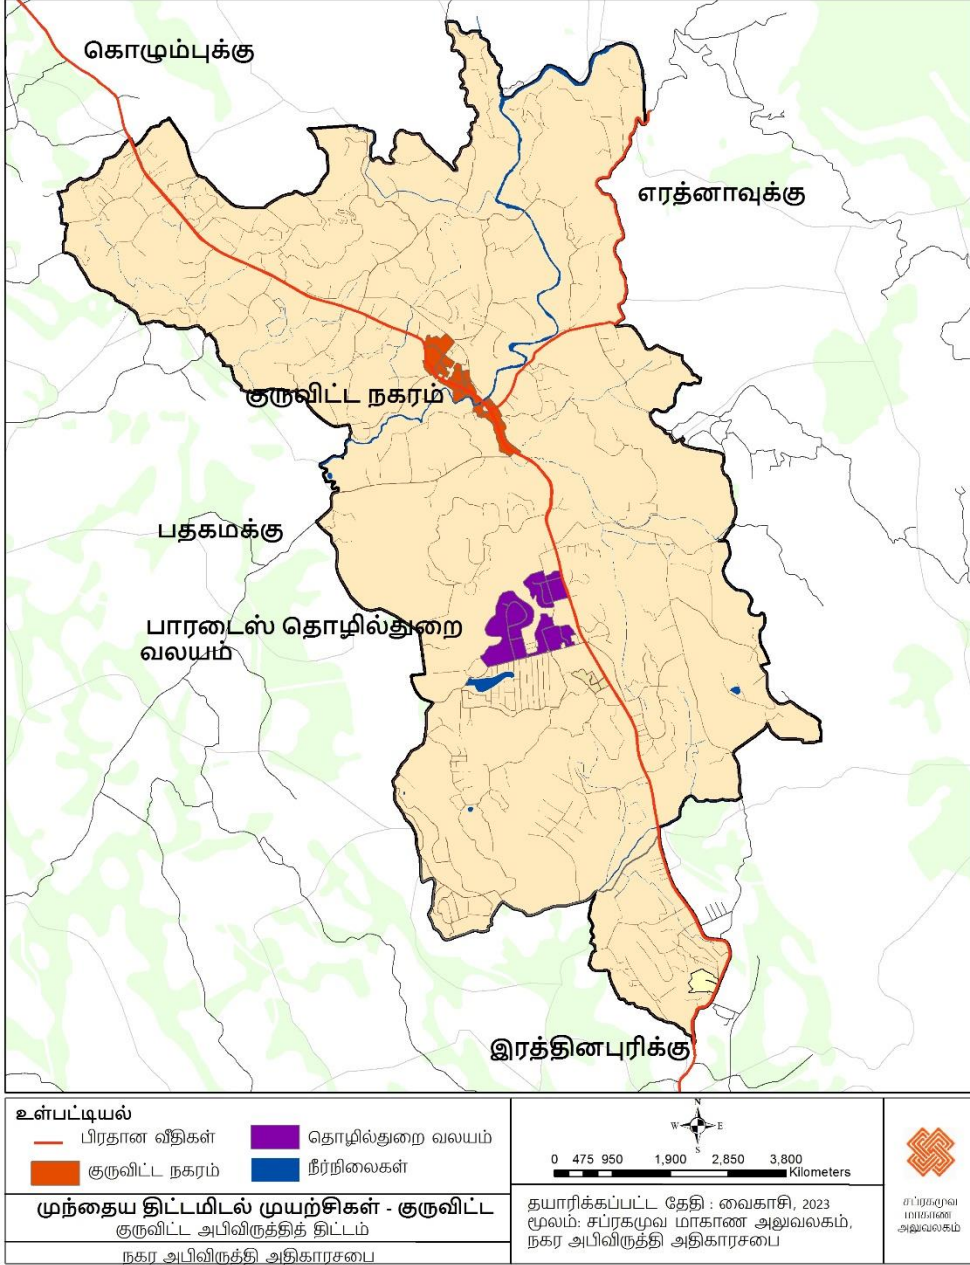 கொழும்புக்கு
எரத்னாவுக்கு
குருவிட்ட நகரம்
பதகமக்கு
பாரடைஸ் தொழில்துறை
வலயம்
இரத்தினபுரிக்கு
உள்பட்டியல்
பிரதான வீதிகள்
தொழில்துறை வலயம்
குருவிட்ட நகரம்
நீர்நிலைகள்
முந்தைய திட்டமிடல் முயற்சிகள் - குருவிட்ட
குருவிட்ட அபிவிருத்தித் திட்டம்
நகர அபிவிருத்தி அதிகாரசபை
N
W E
S
0 475 950 1,900 2,850 3,800
Kilometers
தயாரிக்கப்பட்ட தேதி : வைகாசி, 2023
மூலம்: சப்ரகமுவ மாகாண அலுவலகம்,
நகர அபிவிருத்தி அதிகாரசபை
சப்ரகமுவ
மாகாண
அலுவலகம்